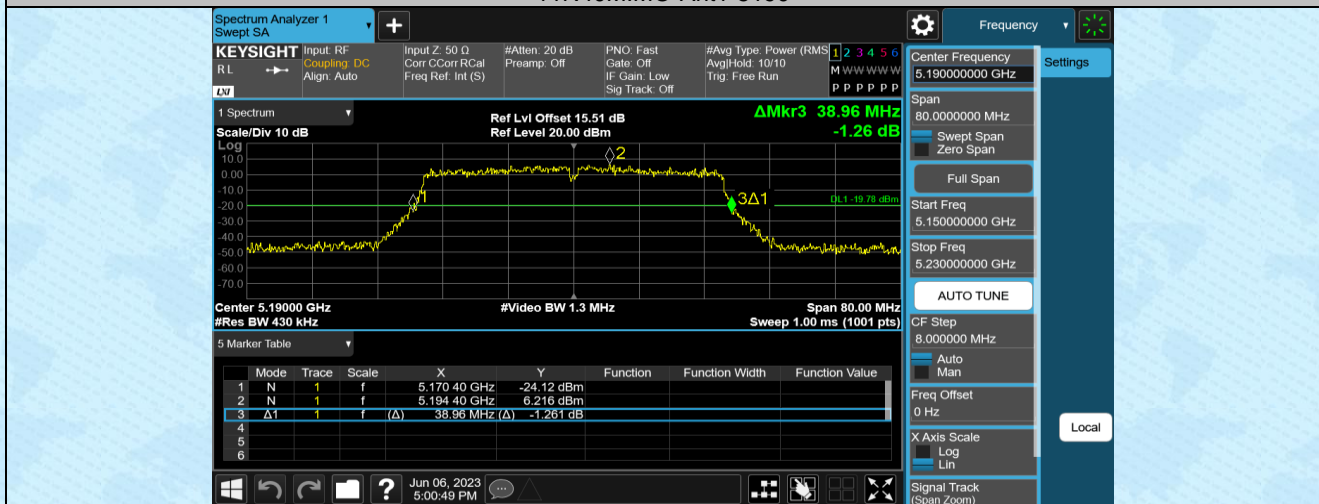 Spectrum Analyzer 1
Swept SA
+
Frequency
KEYSIGHT
R L
LXI
Input: RF
Coupling: DC
Align: Auto
Input Z: 50 Ω
Corr CCorr RCal
Freq Ref: Int (S)
#Atten: 20 dB
Preamp: Off
PNO: Fast
Gate: Off
IF Gain: Low
Sig Track: Off
#Avg Type: Power (RMS
Avg|Hold: 10/10
Trig: Free Run
1 2 3 4 5 6
M W W W W W
P P P P P P
1 Spectrum
Scale/Div 10 dB
Ref Lvl Offset 15.51 dB
Ref Level 20.00 dBm
ΔMkr3 38.96 MHz
-1.26 dB
Log
10.0
0.00
-10.0
-20.0
-30.0
-40.0
-50.0
-60.0
-70.0
1
2
3Δ1
DL1 -19.78 dBm
Center 5.19000 GHz
#Res BW 430 kHz
#Video BW 1.3 MHz
Span 80.00 MHz
Sweep 1.00 ms (1001 pts)
5 Marker Table
Mode Trace Scale X Y Function Function Width Function Value
1 N 1 f 5.170 40 GHz -24.12 dBm
2 N 1 f 5.194 40 GHz 6.216 dBm
3 Δ1 1 f (Δ) 38.96 MHz (Δ) -1.261 dB
4
5
6
?
Jun 06, 2023
5:00:49 PM
Settings
Center Frequency
5.190000000 GHz
Span
80.0000000 MHz
Swept Span
Zero Span
Full Span
Start Freq
5.150000000 GHz
Stop Freq
5.230000000 GHz
AUTO TUNE
CF Step
8.000000 MHz
Auto
Man
Freq Offset
0 Hz
X Axis Scale
Log
Lin
Signal Track
(Span Zoom)
Local